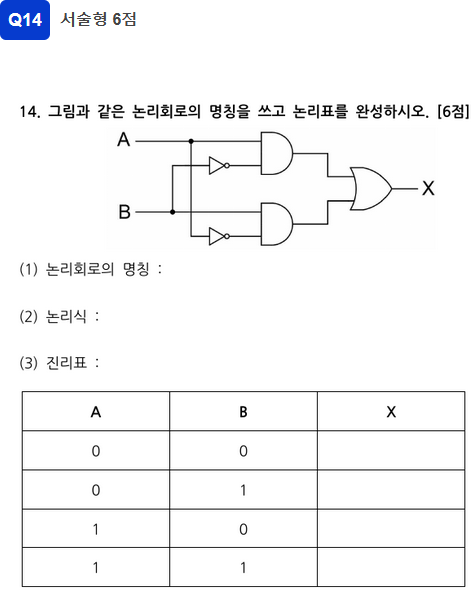 Q14 서술형 6점
14. 그림과 같은 논리회로의 명칭을 쓰고 논리표를 완성하시오. [6점]
A
B
X
(1) 논리회로의 명칭 :
(2) 논리식 :
(3) 진리표 :
A B X
0 0
0 1
1 0
1 1